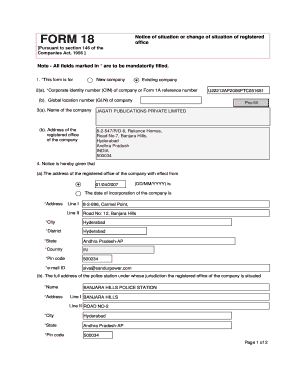 FORM 18
Notice of situation or change of situation of registered
office
[Pursuant to section 146 of the
Companies Act, 1956 ]
Note - All fields marked in * are to be mandatorily filled.
1. *This form is for New company Existing company
2(a). *Corporate identity number (CIN) of company or Form 1A reference number
(b). Global location number (GLN) of company
Pre-fill
3(a). Name of the company JAGATI PUBLICATIONS PRIVATE LIMITED
(b). Address of the
registered office
of the company
8-2-547/R/G-8, Reliance Homes,
Road No 7, Banjara Hills,
Hyderabad
Andhra Pradesh
INDIA
500034
4. Notice is hereby given that
(a).The address of the registered office of the company with effect from
01/04/2007 (DD/MM/YYYY) is
The date of incorporation of the company is
*Address Line I 8-2-696, Carmel Point,
Line II Road No: 12, Banjara Hills
*City Hyderabad
*District Hyderabad
*State Andhra Pradesh-AP
*Country IN
*Pin code 500034
*e-mail ID siva@sandurpower.com
(b). The full address of the police station under whose jurisdiction the registered office of the company is situated
*Name BANJARA HILLS POLICE STATION
*Address Line I BANJARA HILLS
Line II ROAD NO-2
*City Hyderabad
*State Andhra Pradesh-AP
*Pin code 500034
Page 1 of 2